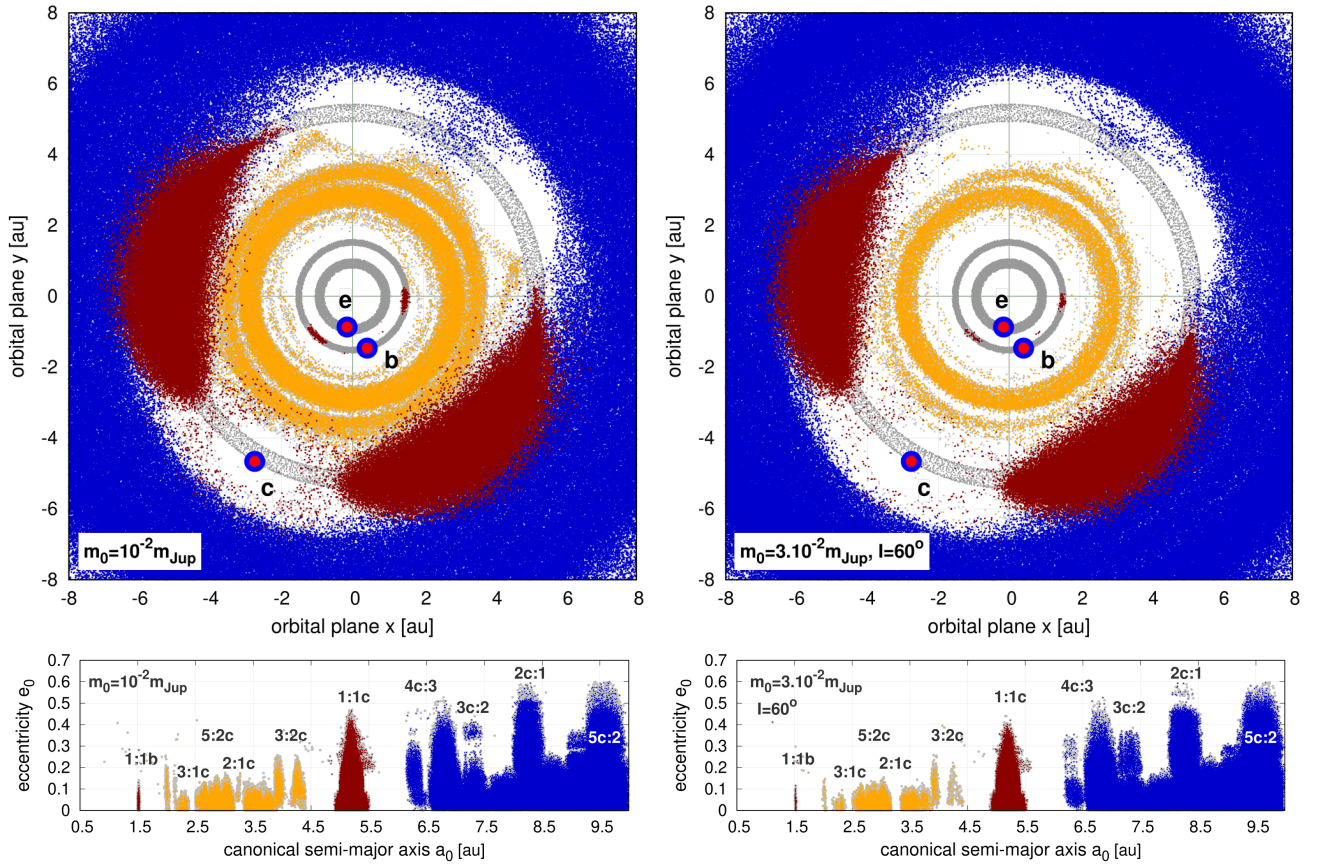 8
6
4
2
0
-2
-4
-6
-8
orbital plane y [au]
e
b
c
m0=10-2mJup
-8 -6 -4 -2 0 2 4 6 8
orbital plane x [au]
8
6
4
2
0
-2
-4
-6
-8
orbital plane y [au]
e
b
c
m0=3.10-2mJup, I=60o
-8 -6 -4 -2 0 2 4 6 8
orbital plane x [au]
0.7
0.6
0.5
0.4
0.3
0.2
0.1
0
eccentricity e0
m0=10-2mJup
1:1b
3:1c
5:2c
2:1c
3:2c
1:1c
4c:3
3c:2
2c:1
5c:2
0.5 1.5 2.5 3.5 4.5 5.5 6.5 7.5 8.5 9.5
canonical semi-major axis a0 [au]
0.7
0.6
0.5
0.4
0.3
0.2
0.1
0
eccentricity e0
m0=3.10-2mJup
I=60o
1:1b
3:1c
5:2c
2:1c
3:2c
1:1c
4c:3
3c:2
2c:1
5c:2
0.5 1.5 2.5 3.5 4.5 5.5 6.5 7.5 8.5 9.5
canonical semi-major axis a0 [au]